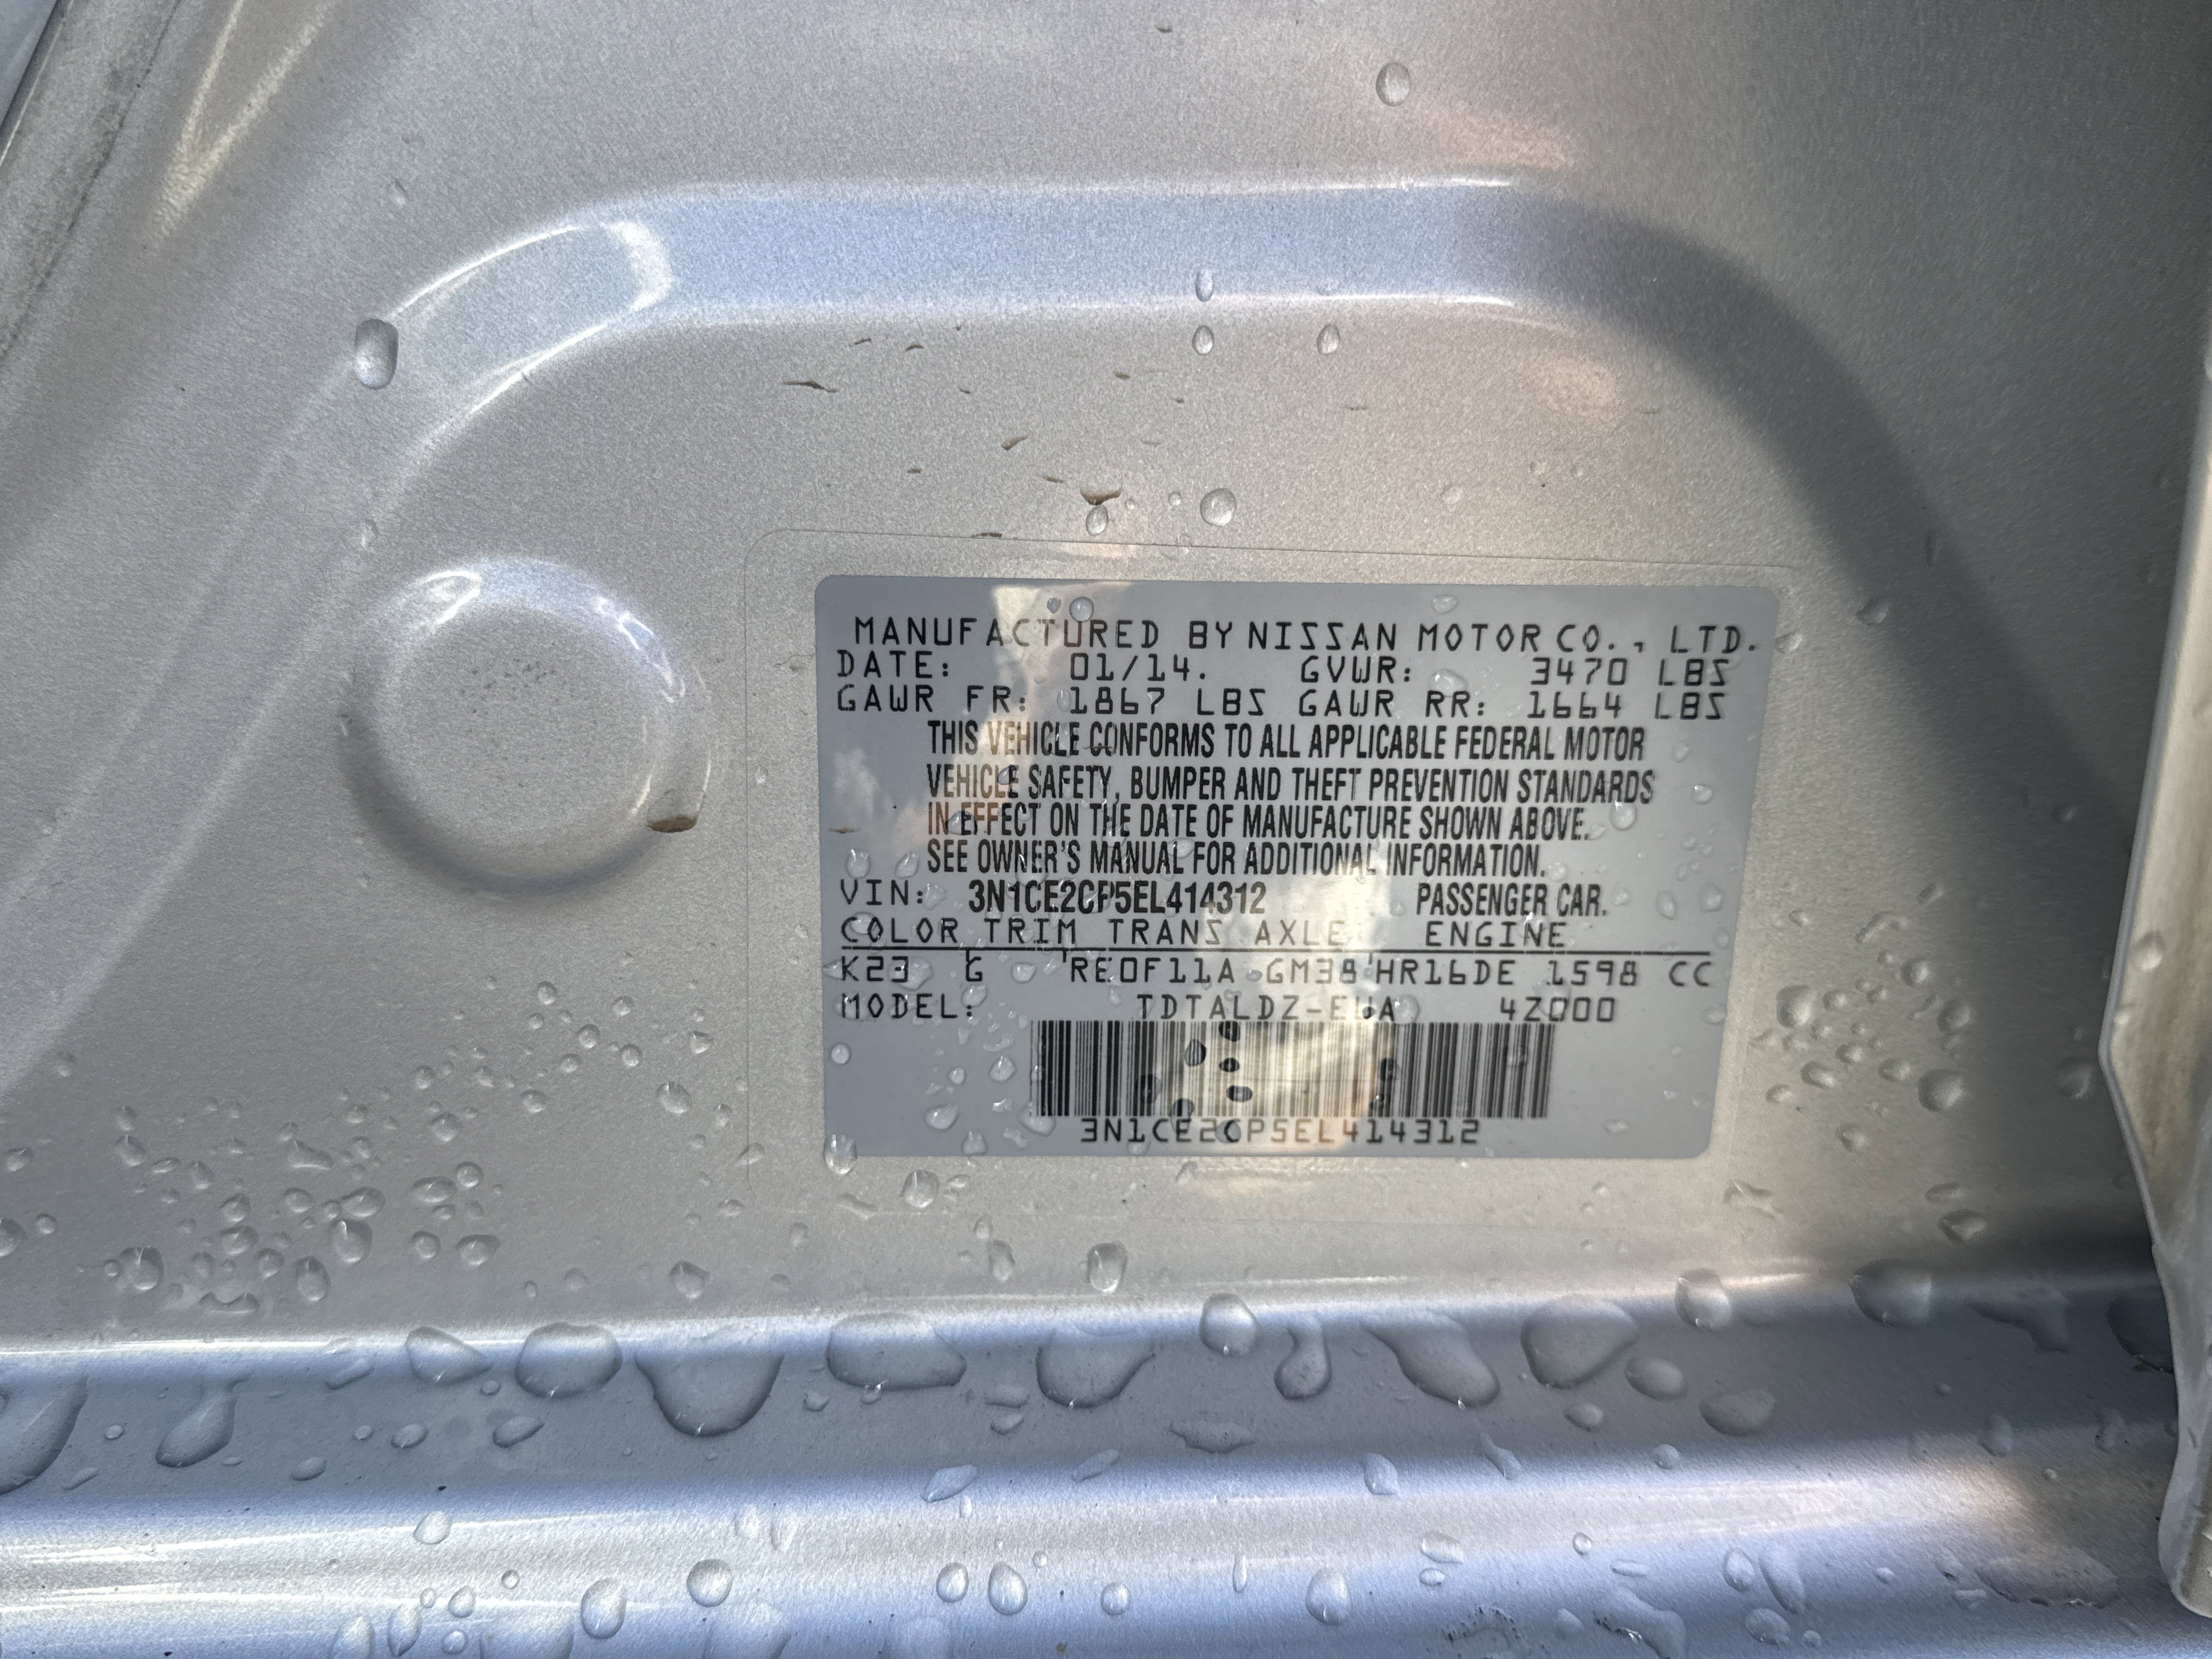 MANUFACTURED BY NISSAN MOTOR CO., LTD.
DATE: 01/14. GVWR: 3470 LBS
GAWR FR: 1867 LBS GAWR RR: 1664 LBS
THIS VEHICLE CONFORMS TO ALL APPLICABLE FEDERAL MOTOR
VEHICLE SAFETY, BUMPER AND THEFT PREVENTION STANDARDS
IN EFFECT ON THE DATE OF MANUFACTURE SHOWN ABOVE.
SEE OWNER'S MANUAL FOR ADDITIONAL INFORMATION.
VIN: 3N1CE2CP5EL414312 PASSENGER CAR.
COLOR TRIM TRANS AXLE ENGINE
K23 G RE0F11A GM38 HR16DE 1598 CC
MODEL: TDTALDZ-EUA 4Z000
3N1CE2CP5EL414312